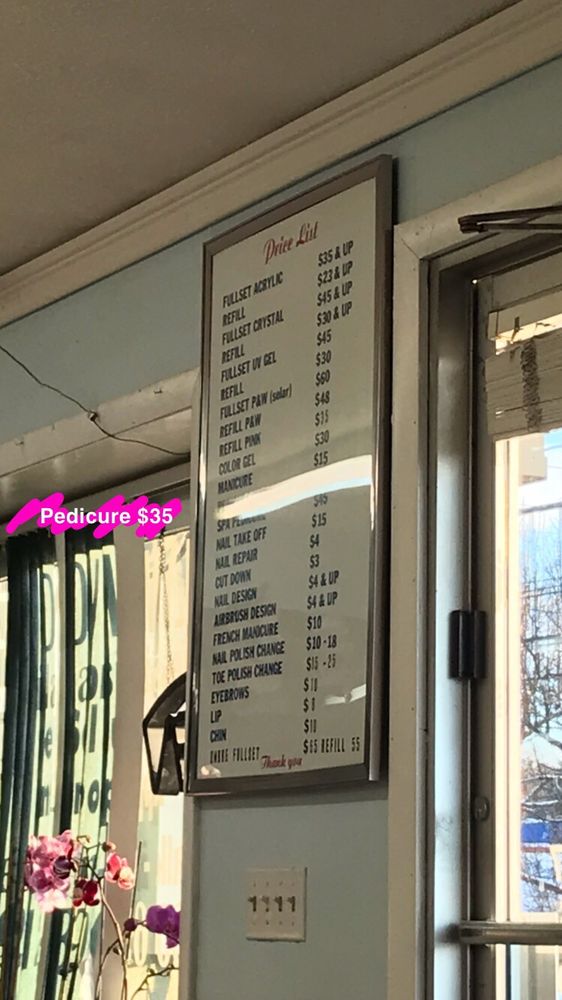 Price List
FULLSET ACRYLIC $35 & UP
REFILL $23 & UP
FULLSET CRYSTAL $45 & UP
REFILL $30 & UP
FULLSET UV GEL $45
REFILL $30
FULLSET P&W (solar) $60
REFILL P&W $48
REFILL PINK
COLOR GEL $30
MANICURE $15
Pedicure $35
SPA PEDICURE $45
NAIL TAKE OFF $15
NAIL REPAIR $4
CUT DOWN $3
NAIL DESIGN $4 & UP
AIRBRUSH DESIGN $4 & UP
FRENCH MANICURE $10
NAIL POLISH CHANGE $10-18
TOE POLISH CHANGE $15-25
EYEBROWS $10
LIP $8
CHIN $10
OMBRE FULLSET $65 REFILL 55
Thank you